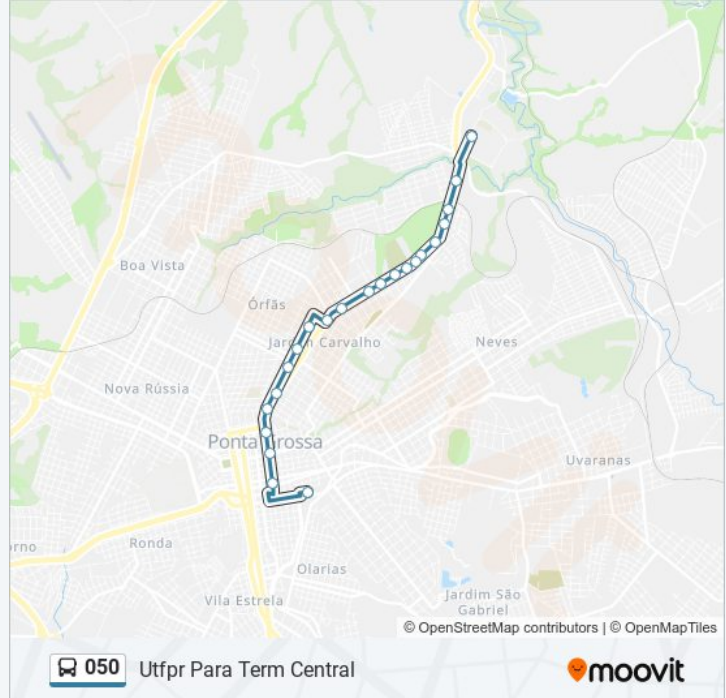 Boa Vista
Órfãs
Jardim Carvalho
Neves
Nova Rússia
Ponta Grossa
Uvaranas
orno
Ronda
Olarias
Vila Estrela
Jardim São
Gabriel
© OpenStreetMap contributors | © OpenMapTiles
050 Utfpr Para Term Central
moovit